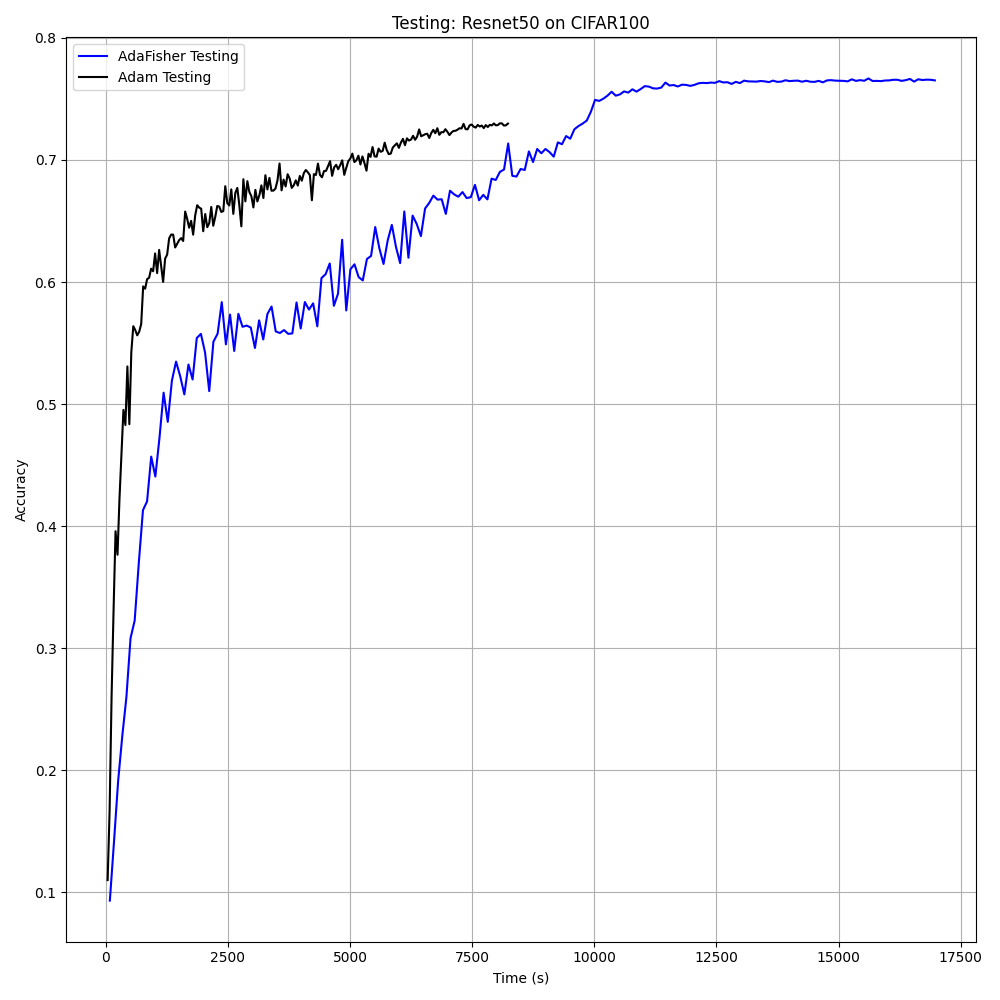 Testing: Resnet50 on CIFAR100
AdaFisher Testing
Adam Testing
0.8
0.7
0.6
0.5
0.4
0.3
0.2
0.1
Accuracy
0 2500 5000 7500 10000 12500 15000 17500
Time (s)